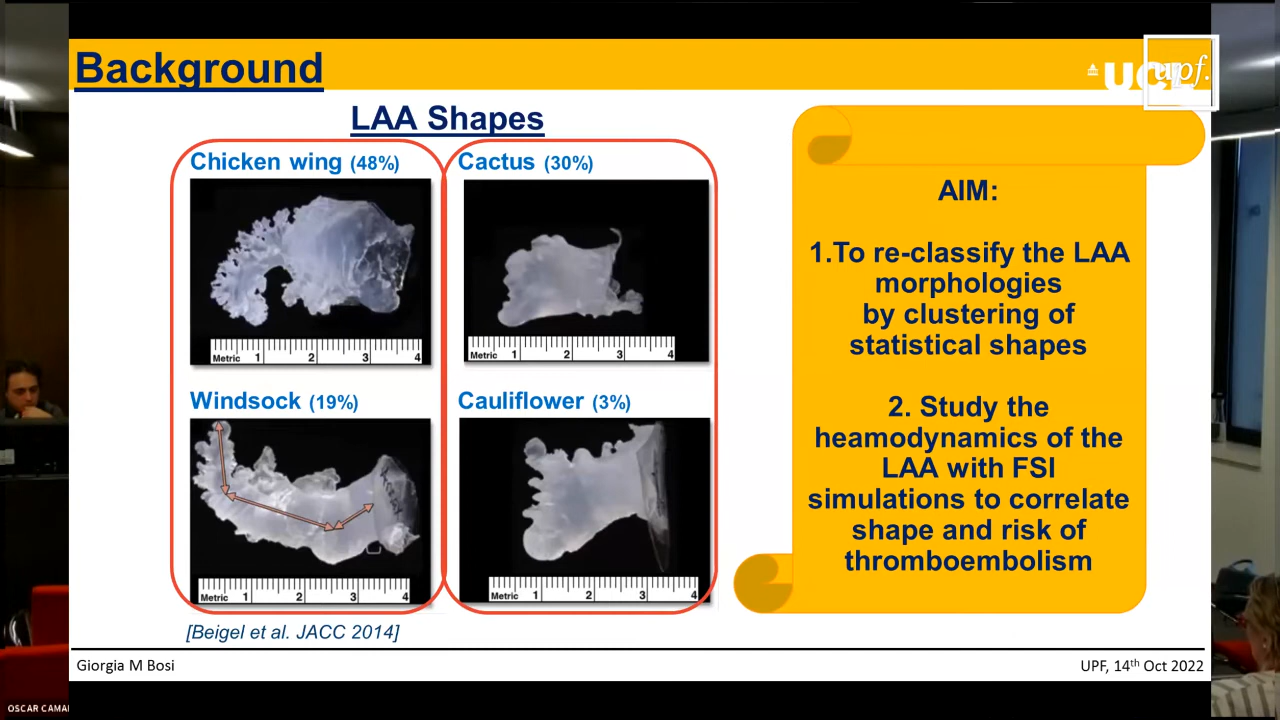 Background
UCL
upf.
LAA Shapes
Chicken wing (48%)
Cactus (30%)
Metric 1 2 3 4
Metric 1 2 3 4
Windsock (19%)
Cauliflower (3%)
Metric 1 2 3 4
Metric 1 2 3 4
[Beigel et al. JACC 2014]
AIM:
1.To re-classify the LAA
morphologies
by clustering of
statistical shapes
2. Study the
heamodynamics of the
LAA with FSI
simulations to correlate
shape and risk of
thromboembolism
Giorgia M Bosi
UPF, 14th Oct 2022
OSCAR CAMA